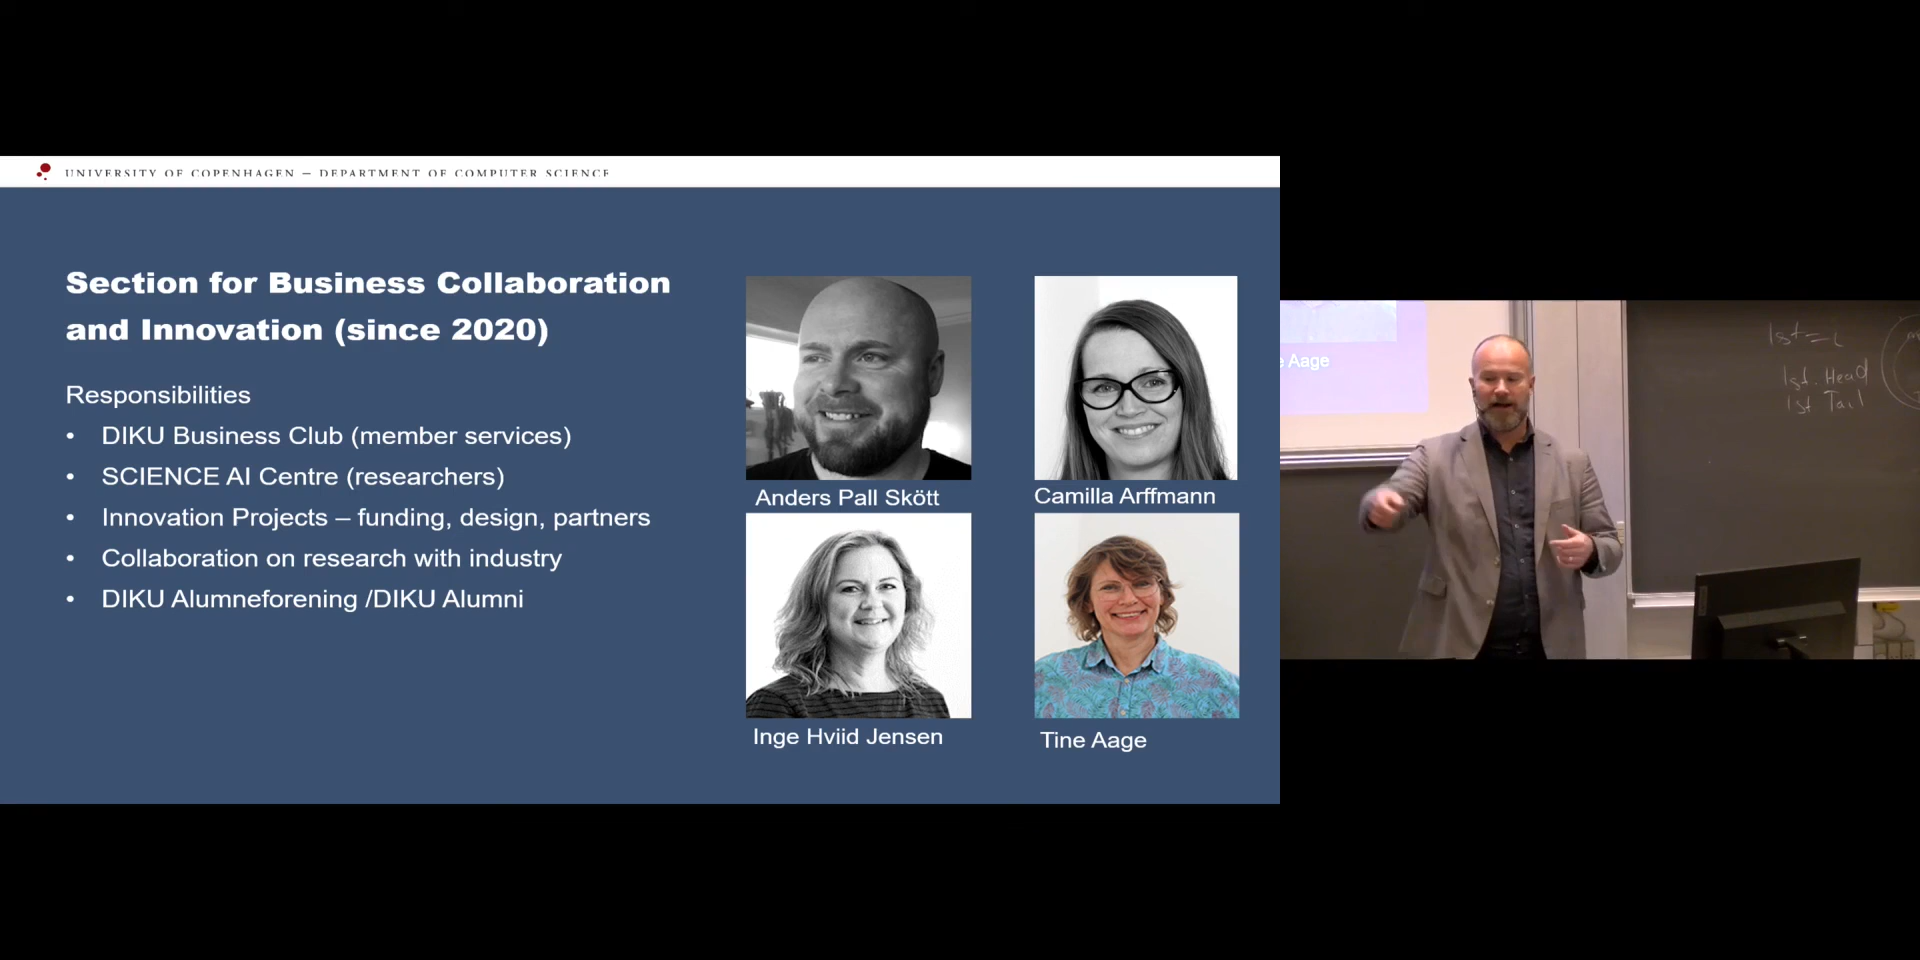 UNIVERSITY OF COPENHAGEN – DEPARTMENT OF COMPUTER SCIENCE
Section for Business Collaboration
and Innovation (since 2020)
Responsibilities
• DIKU Business Club (member services)
• SCIENCE AI Centre (researchers)
• Innovation Projects – funding, design, partners
• Collaboration on research with industry
• DIKU Alumneforening /DIKU Alumni
Anders Pall Skött
Camilla Arffmann
Inge Hviid Jensen
Tine Aage
Aage
lst. Head
lst Tail